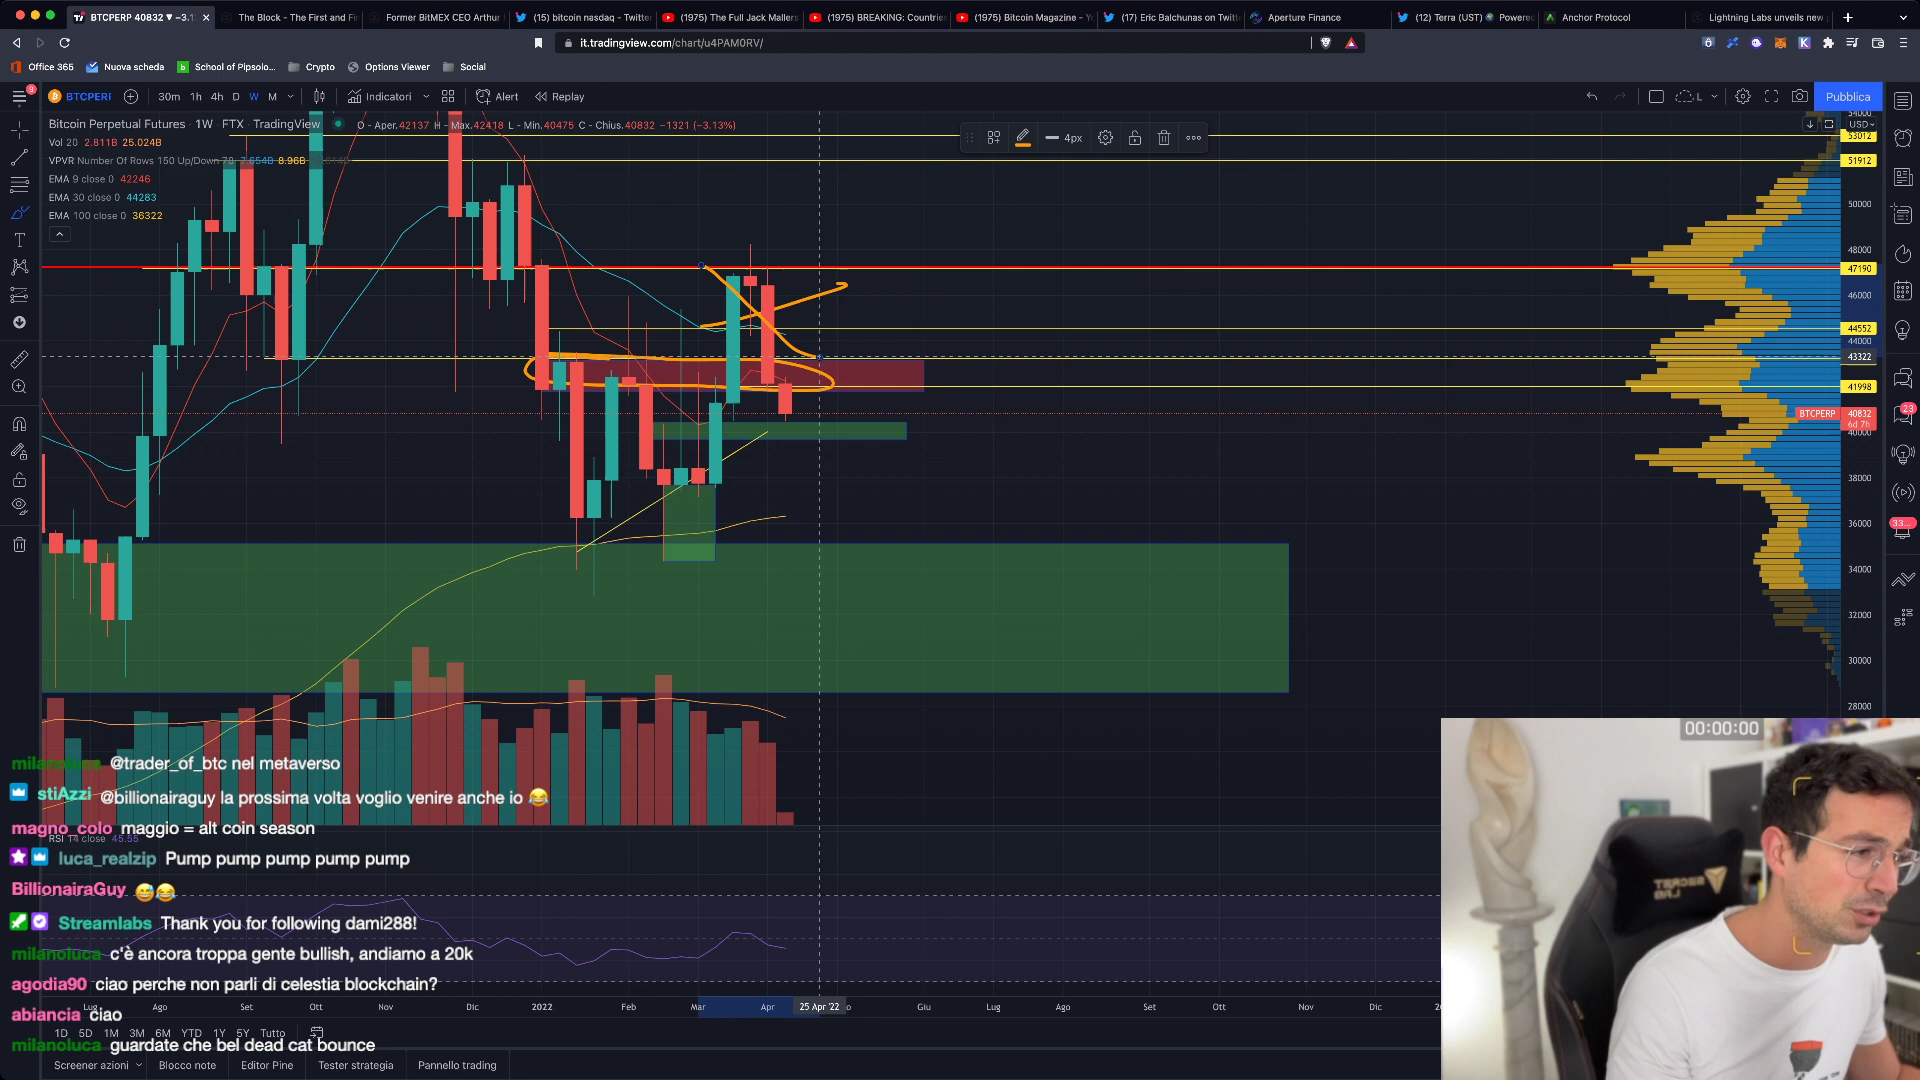 BTCPERP 40832 ▼ −3.1
The Block - The First and Fir
Former BitMEX CEO Arthur
(15) bitcoin nasdaq - Twitter
(1975) The Full Jack Mallers
(1975) BREAKING: Countrie
(1975) Bitcoin Magazine - Y
(17) Eric Balchunas on Twitt
Aperture Finance
(12) Terra (UST) Powere
Anchor Protocol
Lightning Labs unveils new
it.tradingview.com/chart/u4PAM0RV/
Office 365
Nuova scheda
School of Pipsolo...
Crypto
Options Viewer
Social
9
BTCPERP
30m 1h 4h D W M
Indicatori
Alert
Replay
L
Pubblica
Bitcoin Perpetual Futures · 1W · FTX · TradingView
O - Aper.42137 H - Max.42418 L - Min.40475 C - Chius.40832 −1321 (−3.13%)
Vol 20 2.811B 25.024B
VPVR Number Of Rows 150 Up/Down 70 7.654B 8.96B
EMA 9 close 0 42246
EMA 30 close 0 44283
EMA 100 close 0 36322
4px
USD
53012
51912
50000
48000
47190
46000
44552
44000
43322
41998
BTCPERP 40832
6d 7h
40000
38000
36000
34000
32000
30000
28000
23
33...
00:00:00
milanoluca @trader_of_btc nel metaverso
stiAzzi @billionairaguy la prossima volta voglio venire anche io 😂
magno_colo maggio = alt coin season
RSI 14 close 45.55
luca_realzip Pump pump pump pump pump
BillionairaGuy 😅😂
Streamlabs Thank you for following dami288!
milanoluca c'è ancora troppa gente bullish, andiamo a 20k
agodia90 ciao perche non parli di celestia blockchain?
Lug Ago Set Ott Nov Dic 2022 Feb Mar Apr 25 Apr '22 Giu Lug Ago Set Ott Nov Dic
abiancia ciao
1D 5D 1M 3M 6M YTD 1Y 5Y Tutto
milanoluca guardate che bel dead cat bounce
Screener azioni
Blocco note
Editor Pine
Tester strategia
Pannello trading